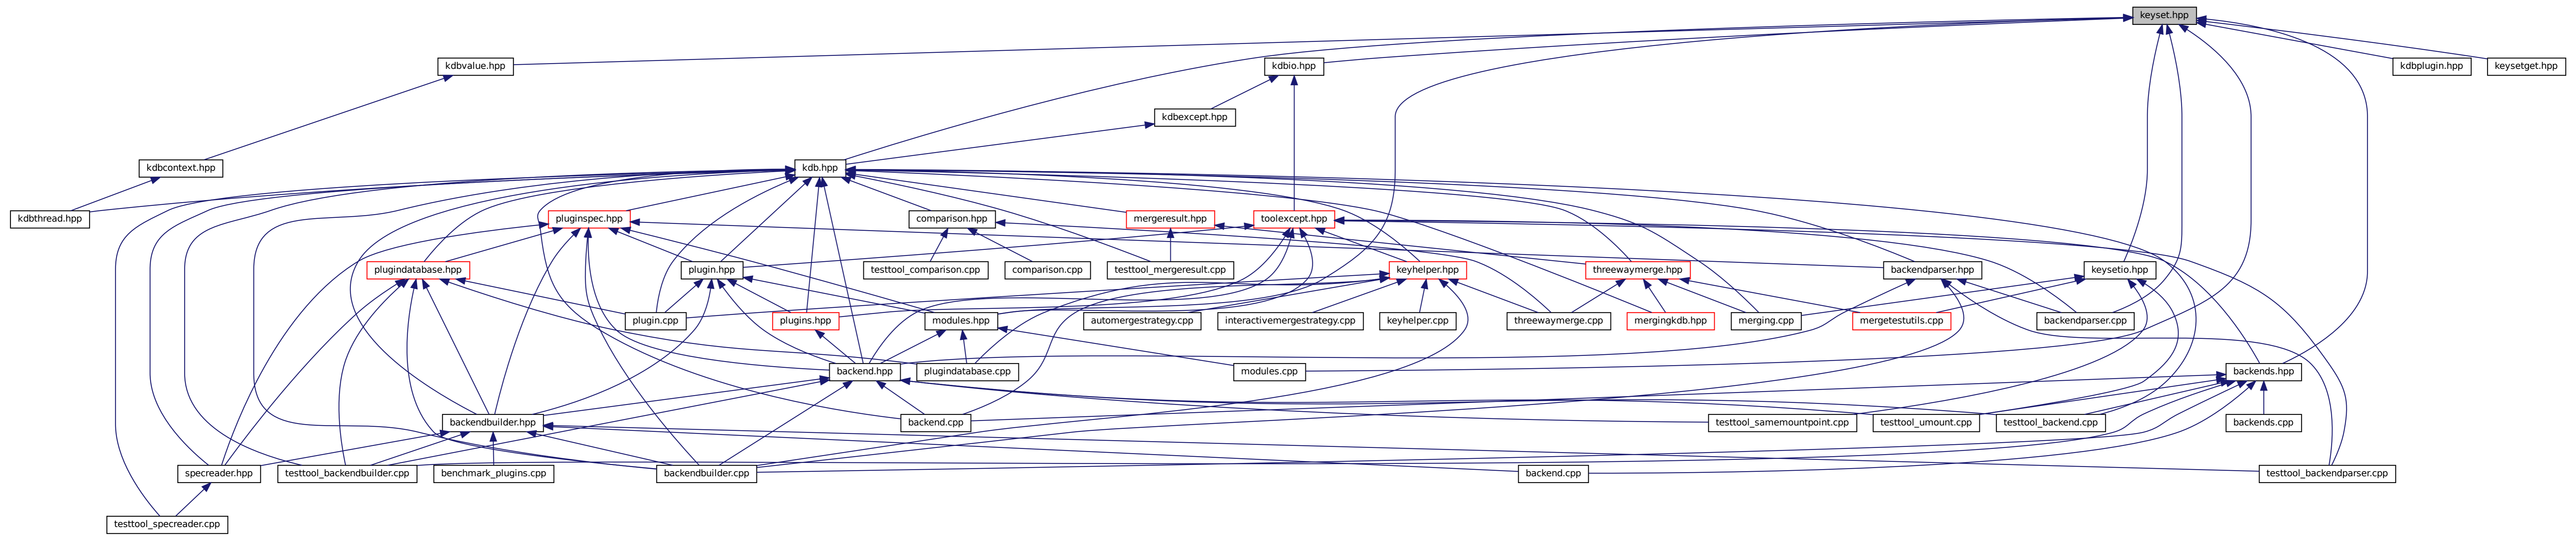 keyset.hpp
kdbvalue.hpp
kdbio.hpp
kdbplugin.hpp
keysetget.hpp
kdbexcept.hpp
kdbcontext.hpp
kdb.hpp
kdbthread.hpp
pluginspec.hpp
comparison.hpp
mergeresult.hpp
toolexcept.hpp
plugindatabase.hpp
plugin.hpp
testtool_comparison.cpp
comparison.cpp
testtool_mergeresult.cpp
keyhelper.hpp
threewaymerge.hpp
backendparser.hpp
keysetio.hpp
plugin.cpp
plugins.hpp
modules.hpp
automergestrategy.cpp
interactivemergestrategy.cpp
keyhelper.cpp
threewaymerge.cpp
mergingkdb.hpp
merging.cpp
mergetestutils.cpp
backendparser.cpp
backend.hpp
plugindatabase.cpp
modules.cpp
backends.hpp
backendbuilder.hpp
backend.cpp
testtool_samemountpoint.cpp
testtool_umount.cpp
testtool_backend.cpp
backends.cpp
specreader.hpp
testtool_backendbuilder.cpp
benchmark_plugins.cpp
backendbuilder.cpp
backend.cpp
testtool_backendparser.cpp
testtool_specreader.cpp